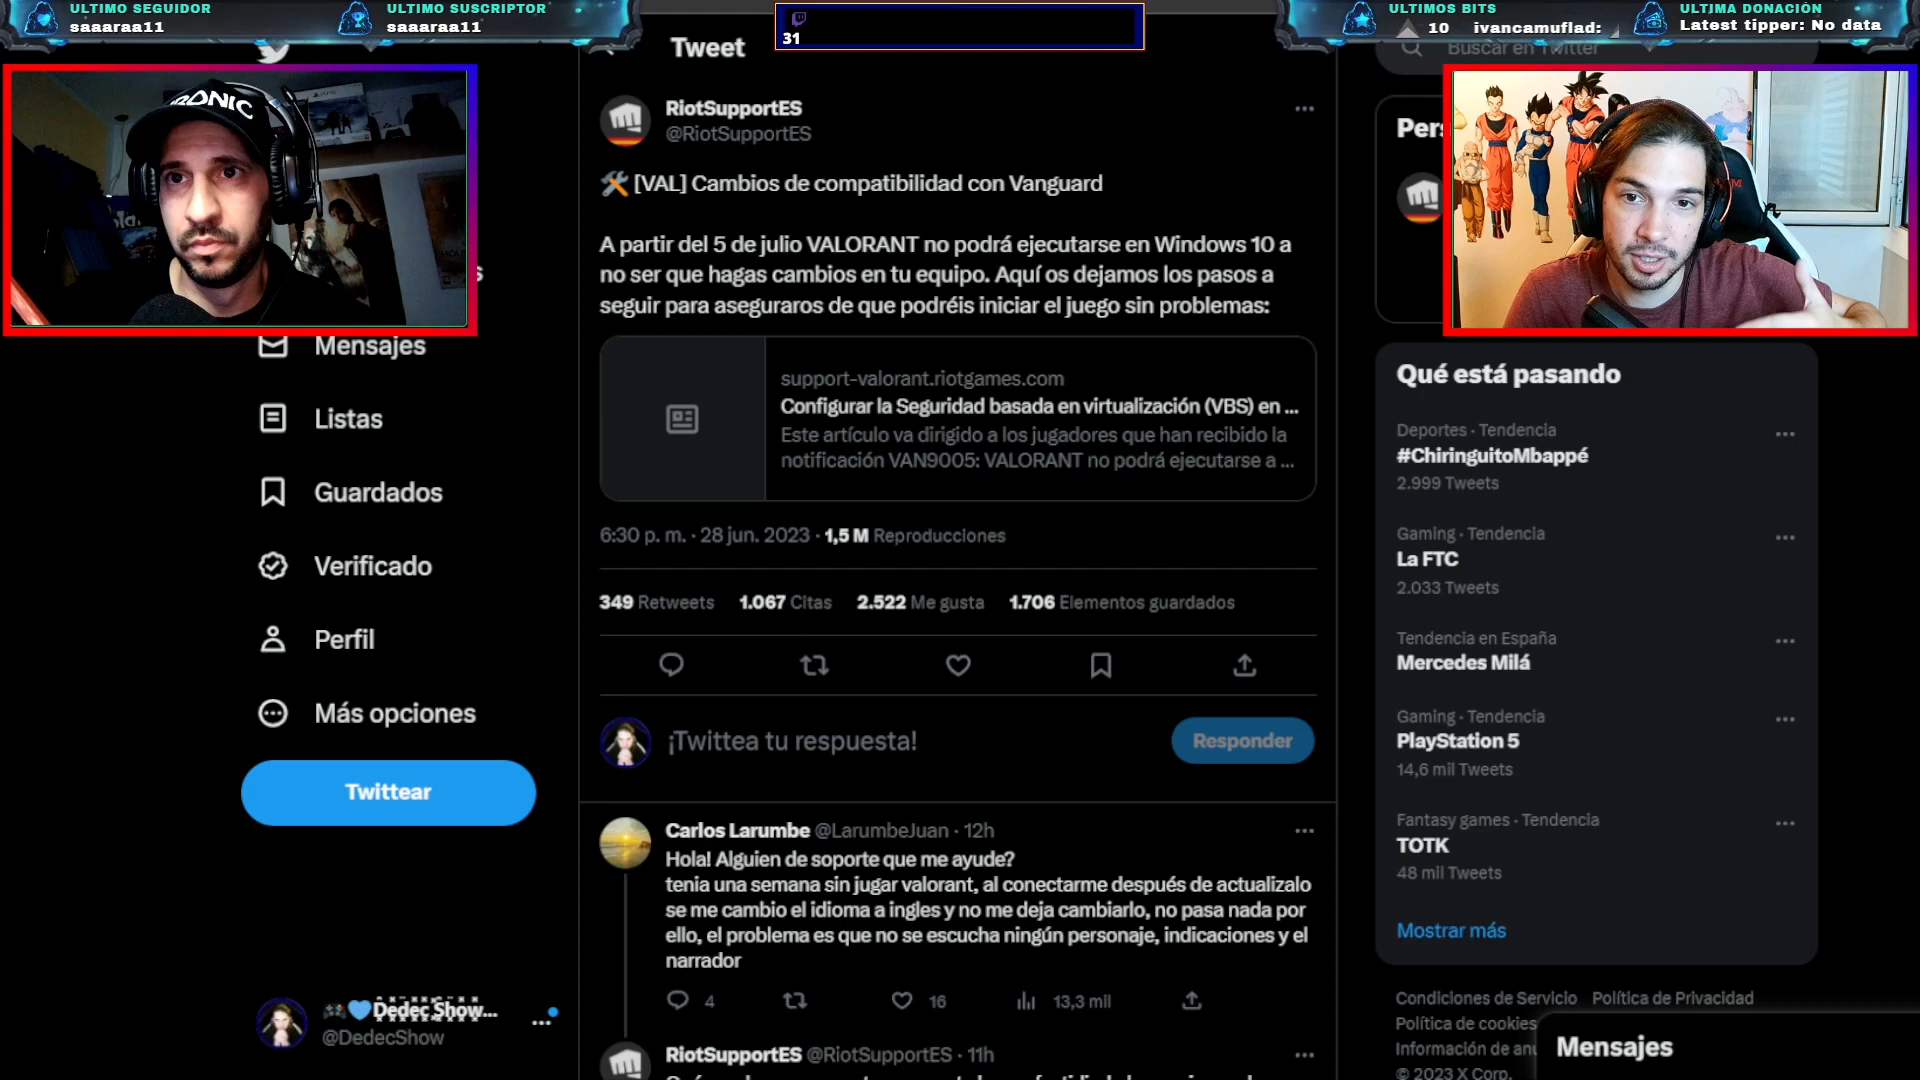 ULTIMO SEGUIDOR
saaaraa11
ULTIMO SUSCRIPTOR
saaaraa11
31
ULTIMOS BITS
10 ivancamuflad:
ULTIMA DONACIÓN
Latest tipper: No data
Tweet
Buscar en Twitter
RiotSupportES
@RiotSupportES
[VAL] Cambios de compatibilidad con Vanguard
A partir del 5 de julio VALORANT no podrá ejecutarse en Windows 10 a
no ser que hagas cambios en tu equipo. Aquí os dejamos los pasos a
seguir para aseguraros de que podréis iniciar el juego sin problemas:
support-valorant.riotgames.com
Configurar la Seguridad basada en virtualización (VBS) en ...
Este artículo va dirigido a los jugadores que han recibido la
notificación VAN9005: VALORANT no podrá ejecutarse a ...
6:30 p. m. · 28 jun. 2023 · 1,5 M Reproducciones
349 Retweets 1.067 Citas 2.522 Me gusta 1.706 Elementos guardados
¡Twittea tu respuesta!
Responder
Carlos Larumbe @LarumbeJuan · 12h
Hola! Alguien de soporte que me ayude?
tenia una semana sin jugar valorant, al conectarme después de actualizalo
se me cambio el idioma a ingles y no me deja cambiarlo, no pasa nada por
ello, el problema es que no se escucha ningún personaje, indicaciones y el
narrador
4 16 13,3 mil
RiotSupportES @RiotSupportES · 11h
Mensajes
Listas
Guardados
Verificado
Perfil
Más opciones
Twittear
Dedec Show...
@DedecShow
Pers
Qué está pasando
Deportes · Tendencia
#ChiringuitoMbappé
2.999 Tweets
Gaming · Tendencia
La FTC
2.033 Tweets
Tendencia en España
Mercedes Milá
Gaming · Tendencia
PlayStation 5
14,6 mil Tweets
Fantasy games · Tendencia
TOTK
48 mil Tweets
Mostrar más
Condiciones de Servicio Política de Privacidad
Política de cookies
Información de anu
© 2023 X Corp.
Mensajes